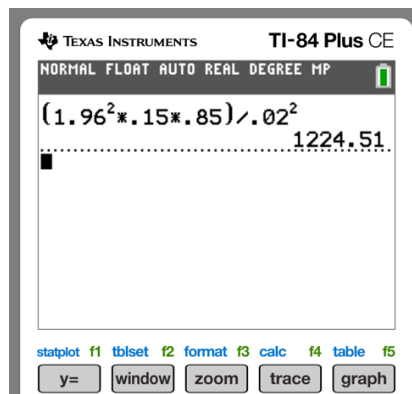 TEXAS INSTRUMENTS TI-84 Plus CE
NORMAL FLOAT AUTO REAL DEGREE MP
(1.96²*.15*.85)/.02²
1224.51
statplot f1 tblset f2 format f3 calc f4 table f5
y= window zoom trace graph